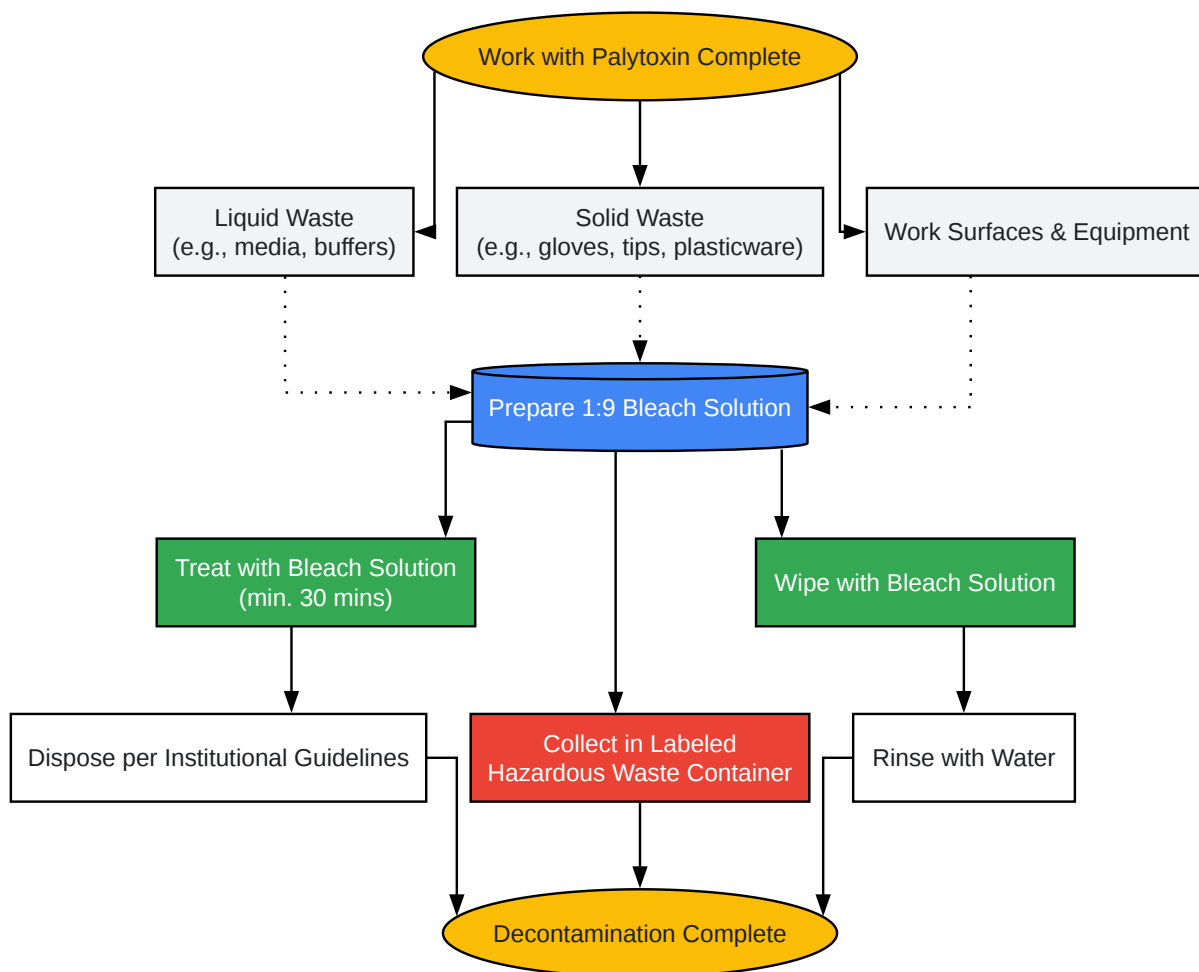 Work with Palytoxin Complete
Liquid Waste
(e.g., media, buffers)
Solid Waste
(e.g., gloves, tips, plasticware)
Work Surfaces & Equipment
Prepare 1:9 Bleach Solution
Treat with Bleach Solution
(min. 30 mins)
Wipe with Bleach Solution
Dispose per Institutional Guidelines
Collect in Labeled
Hazardous Waste Container
Rinse with Water
Decontamination Complete